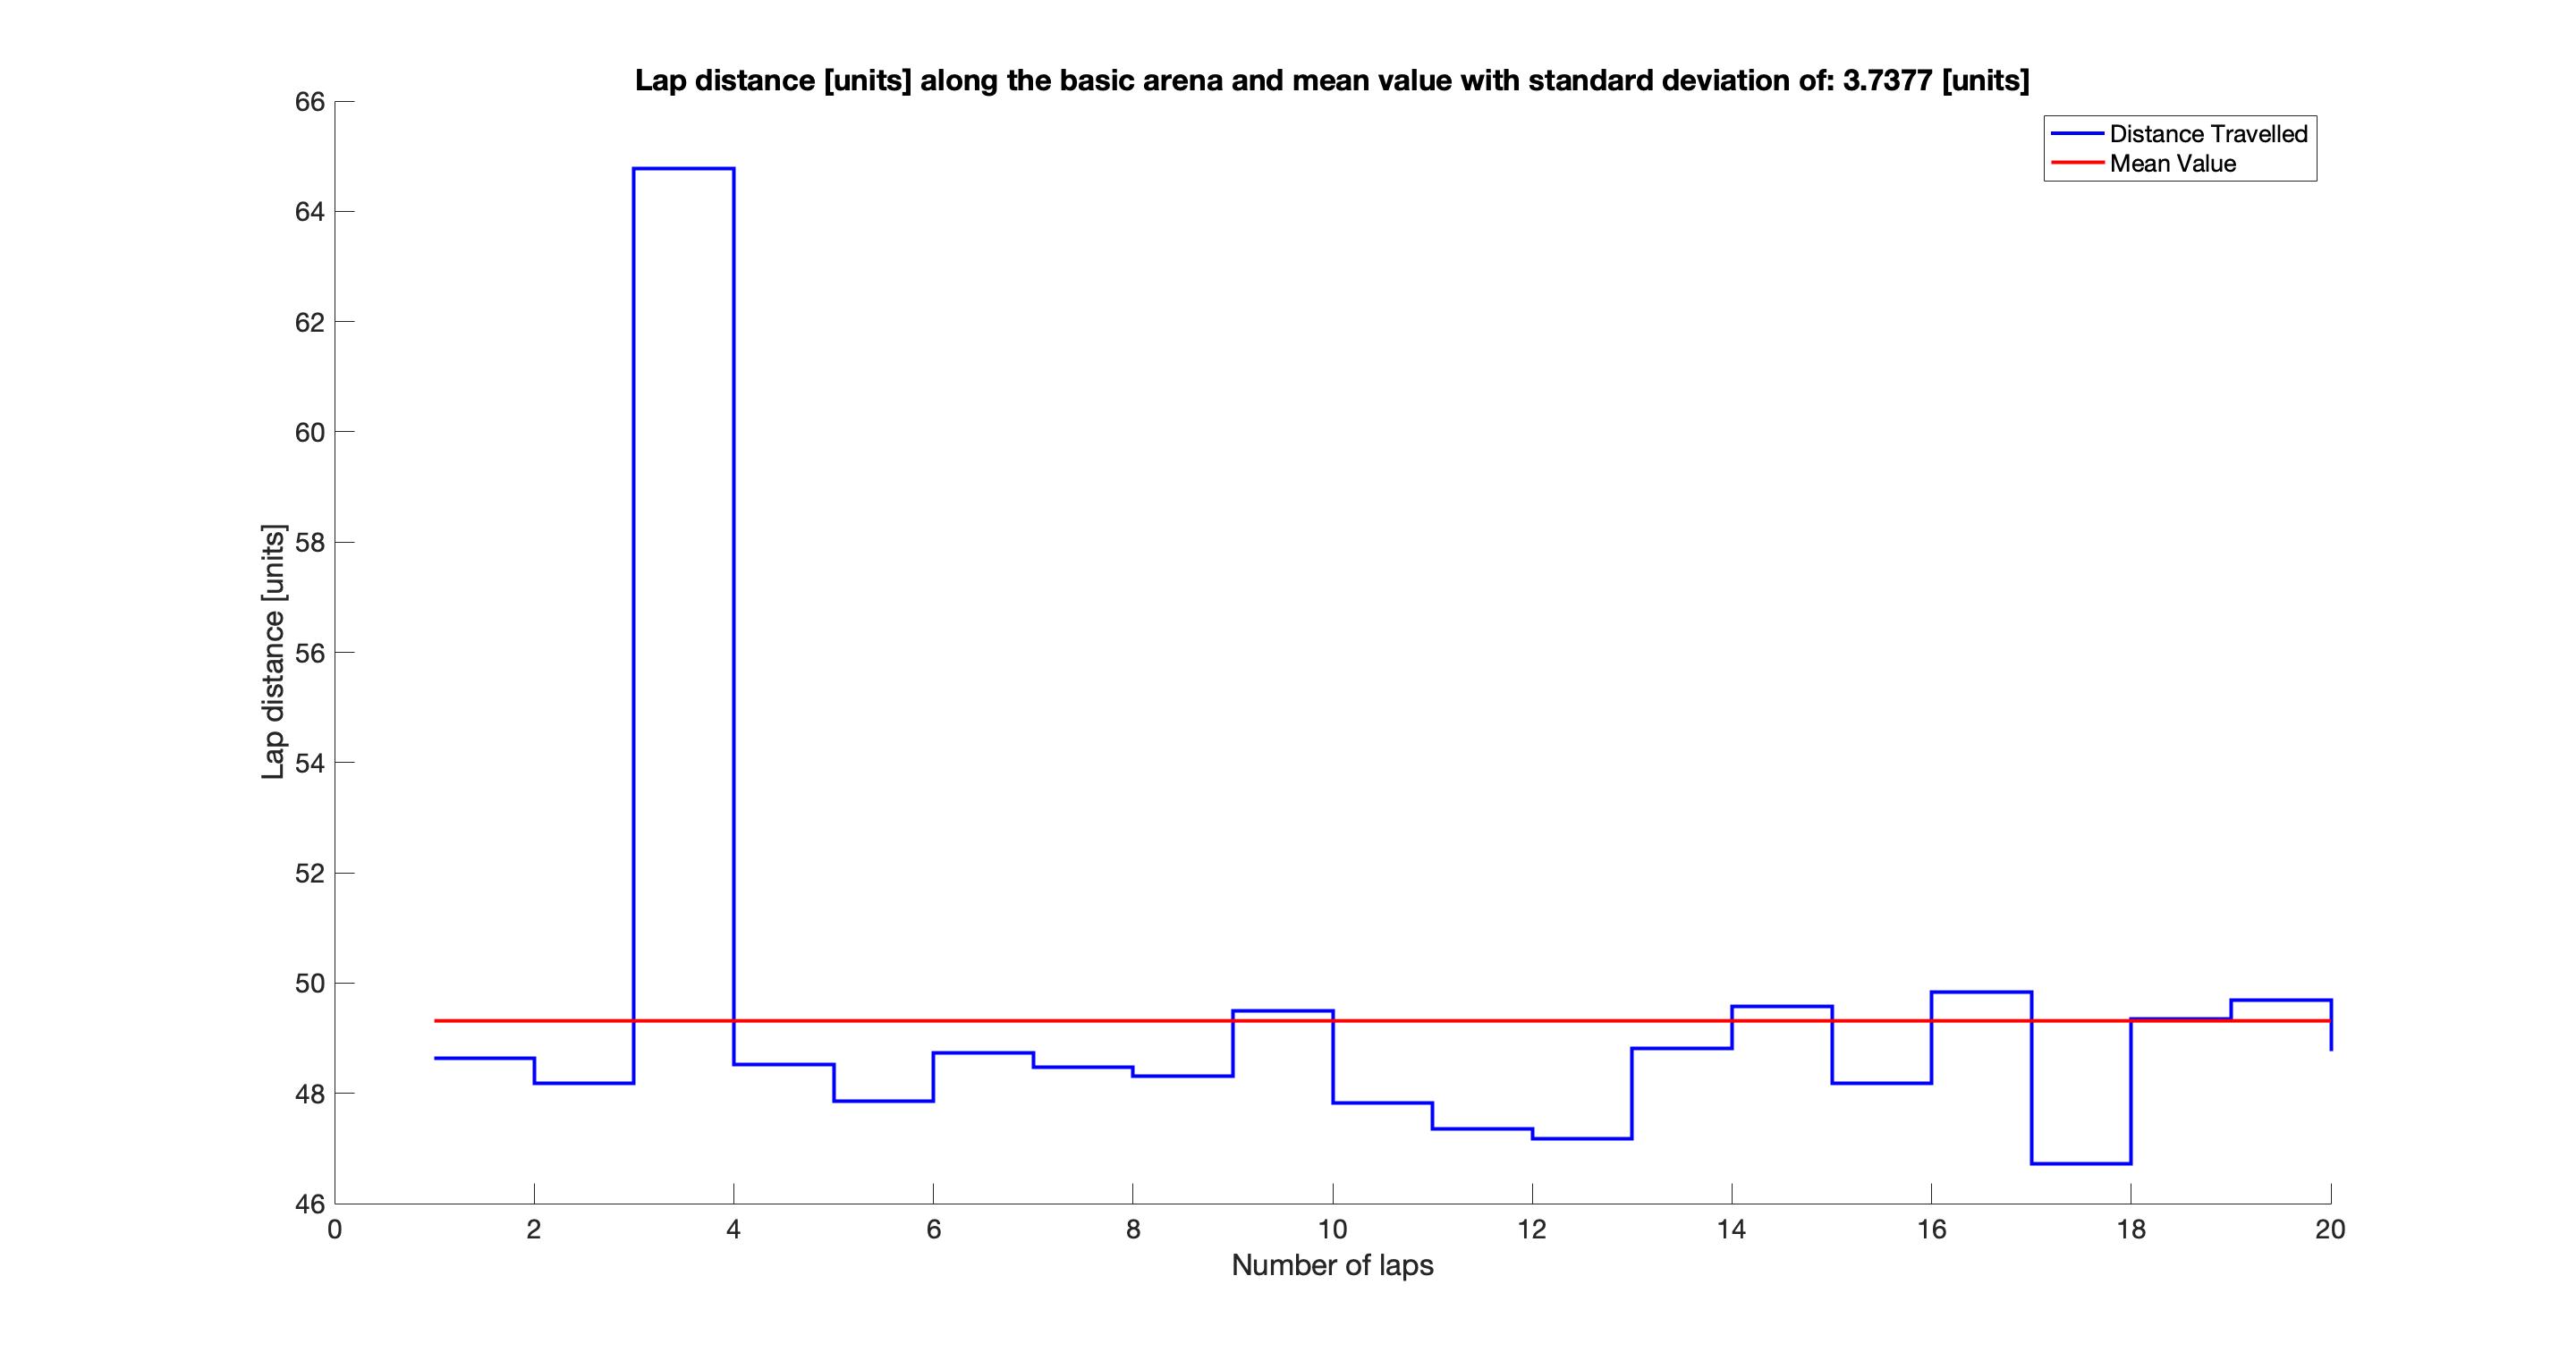 Lap distance [units] along the basic arena and mean value with standard deviation of: 3.7377 [units]
Distance Travelled
Mean Value
66
64
62
60
58
56
54
52
50
48
46
Lap distance [units]
0 2 4 6 8 10 12 14 16 18 20
Number of laps